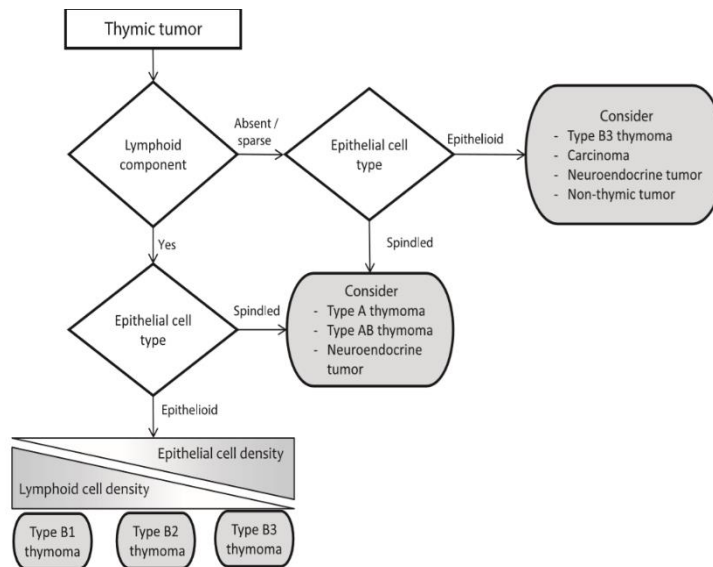 Thymic tumor
Lymphoid
component
Absent /
sparse
Epithelial cell
type
Epithelioid
Consider
- Type B3 thymoma
- Carcinoma
- Neuroendocrine tumor
- Non-thymic tumor
Yes
Spindled
Epithelial cell
type
Spindled
Consider
- Type A thymoma
- Type AB thymoma
- Neuroendocrine
tumor
Epithelioid
Epithelial cell density
Lymphoid cell density
Type B1
thymoma
Type B2
thymoma
Type B3
thymoma